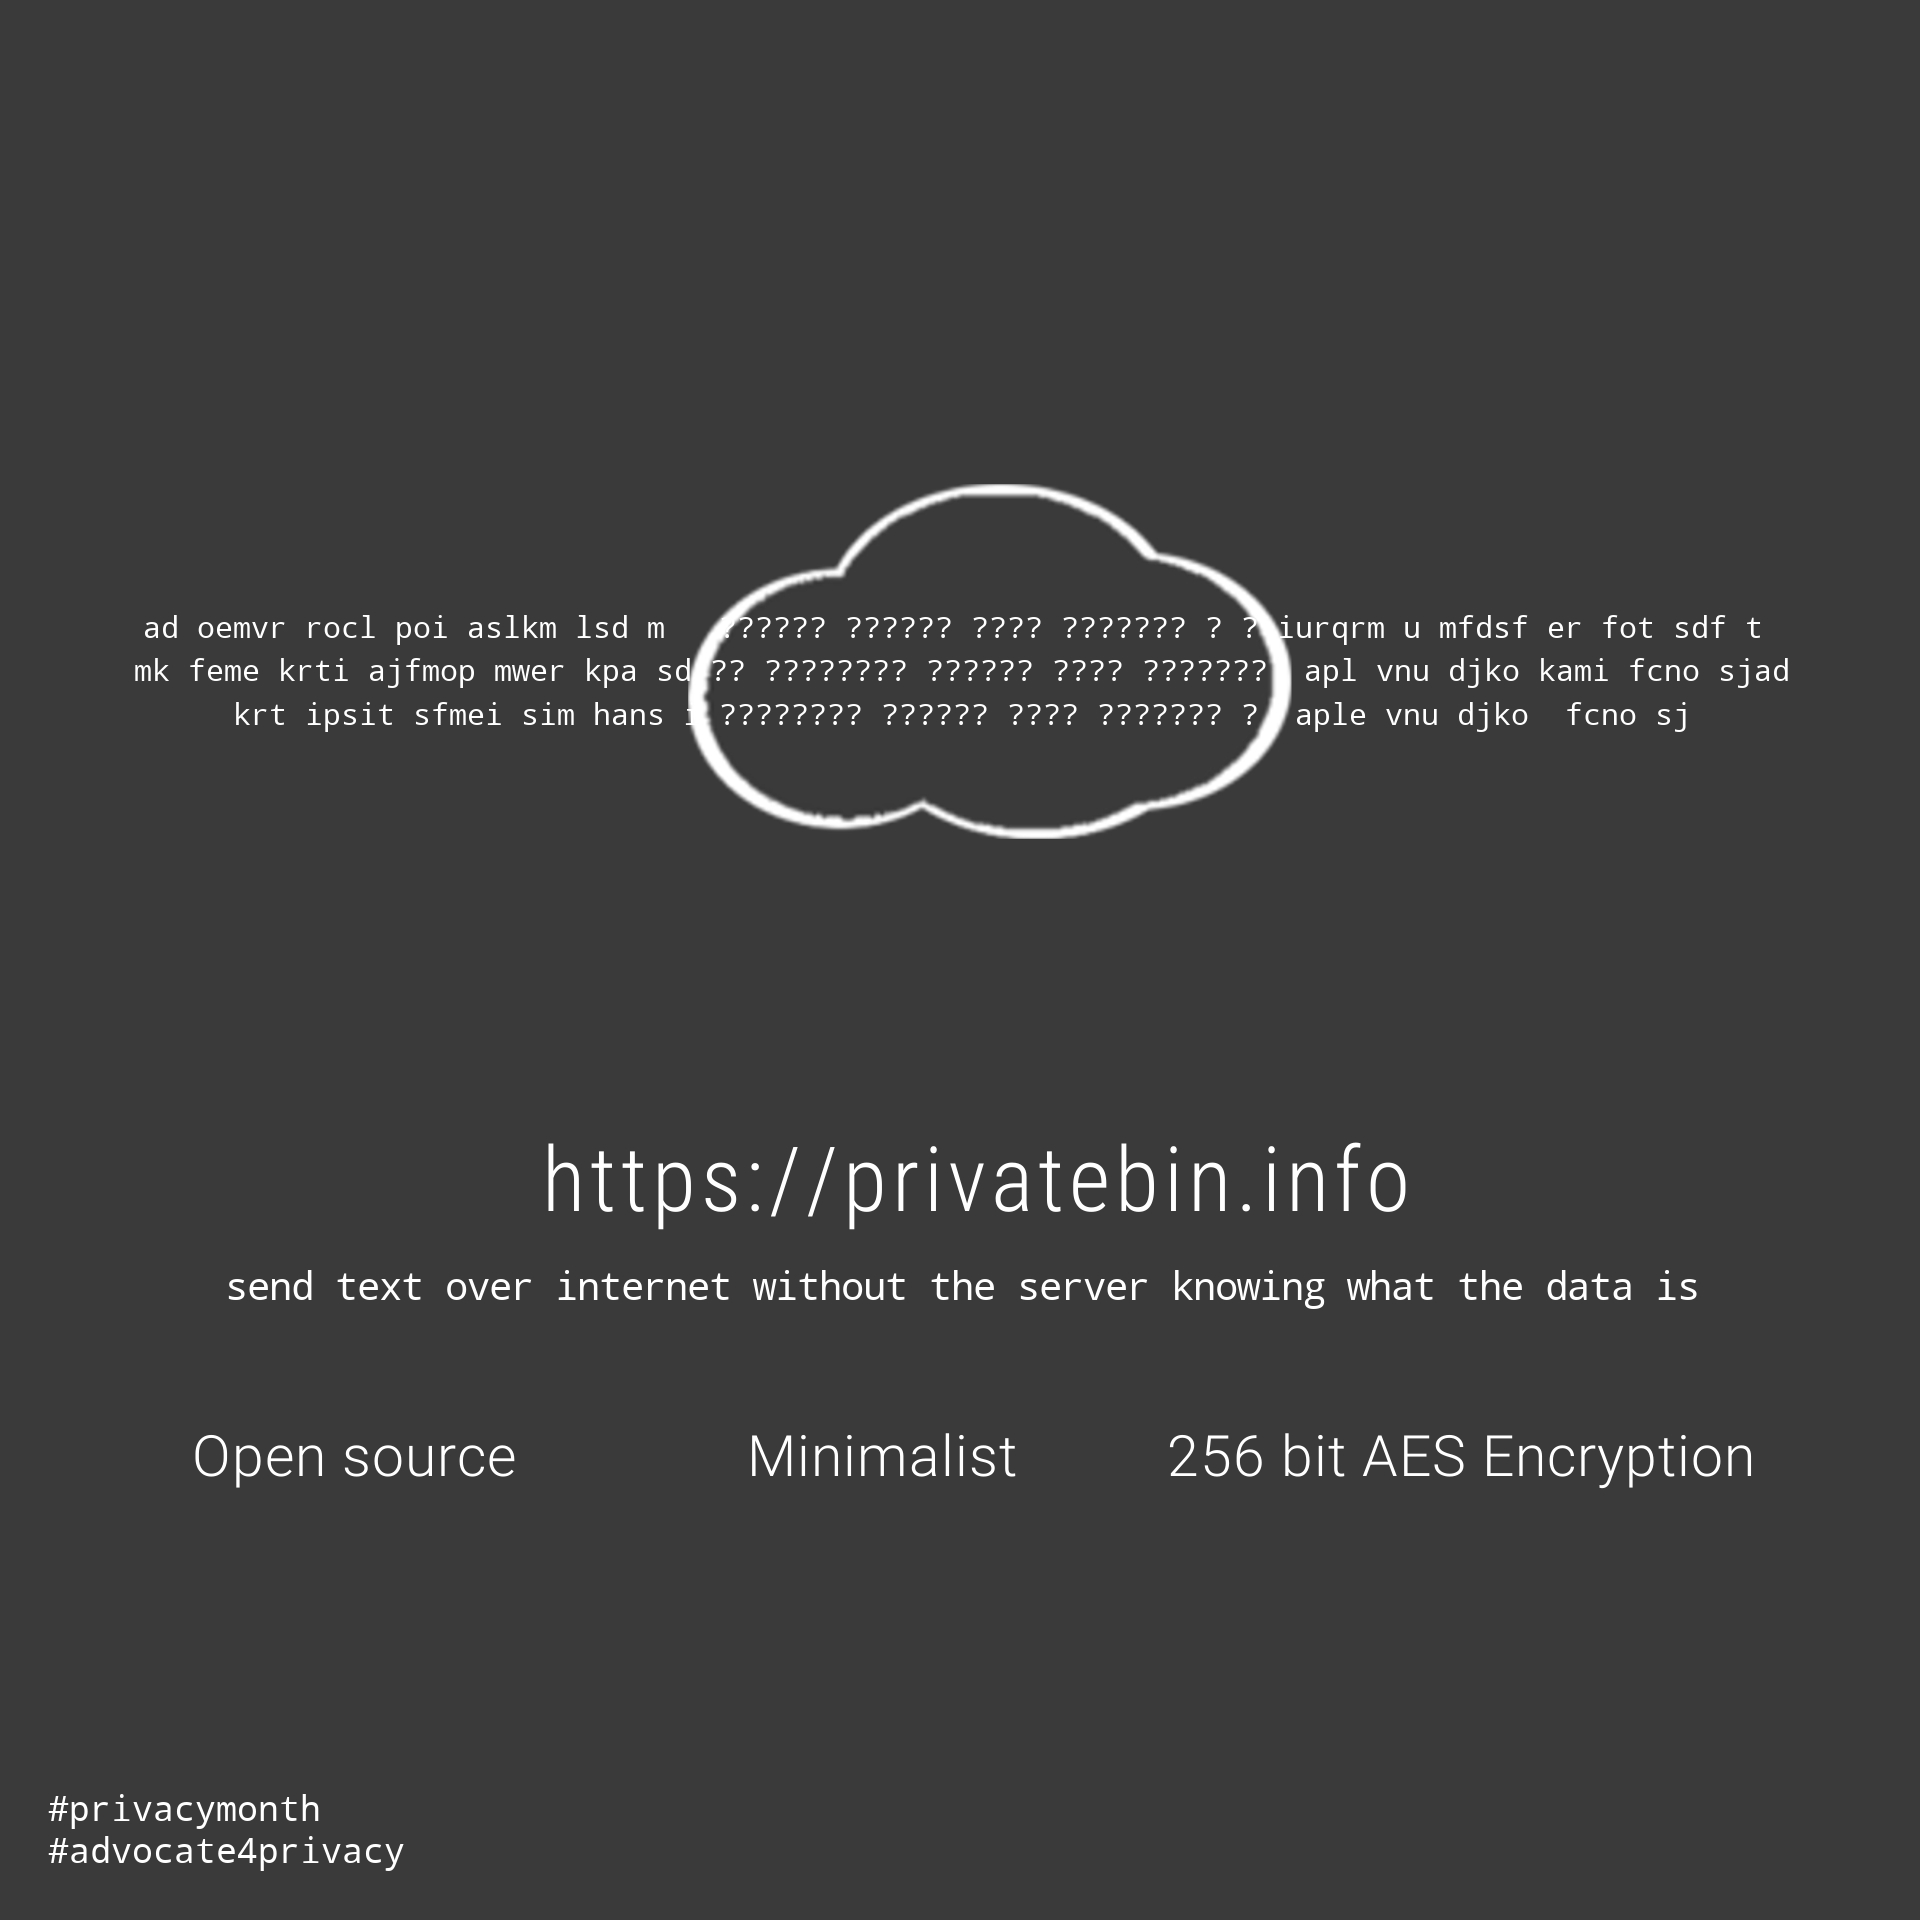 ad oemvr rocl poi aslkm lsd m ?????? ?????? ???? ??????? ? ? iurqrm u mfdsf er fot sdf t
mk feme krti ajfmop mwer kpa sd ?? ???????? ?????? ???? ??????? apl vnu djko kami fcno sjad
krt ipsit sfmei sim hans i ???????? ?????? ???? ??????? ? aple vnu djko fcno sj
https://privatebin.info
send text over internet without the server knowing what the data is
Open source Minimalist 256 bit AES Encryption
#privacymonth
#advocate4privacy